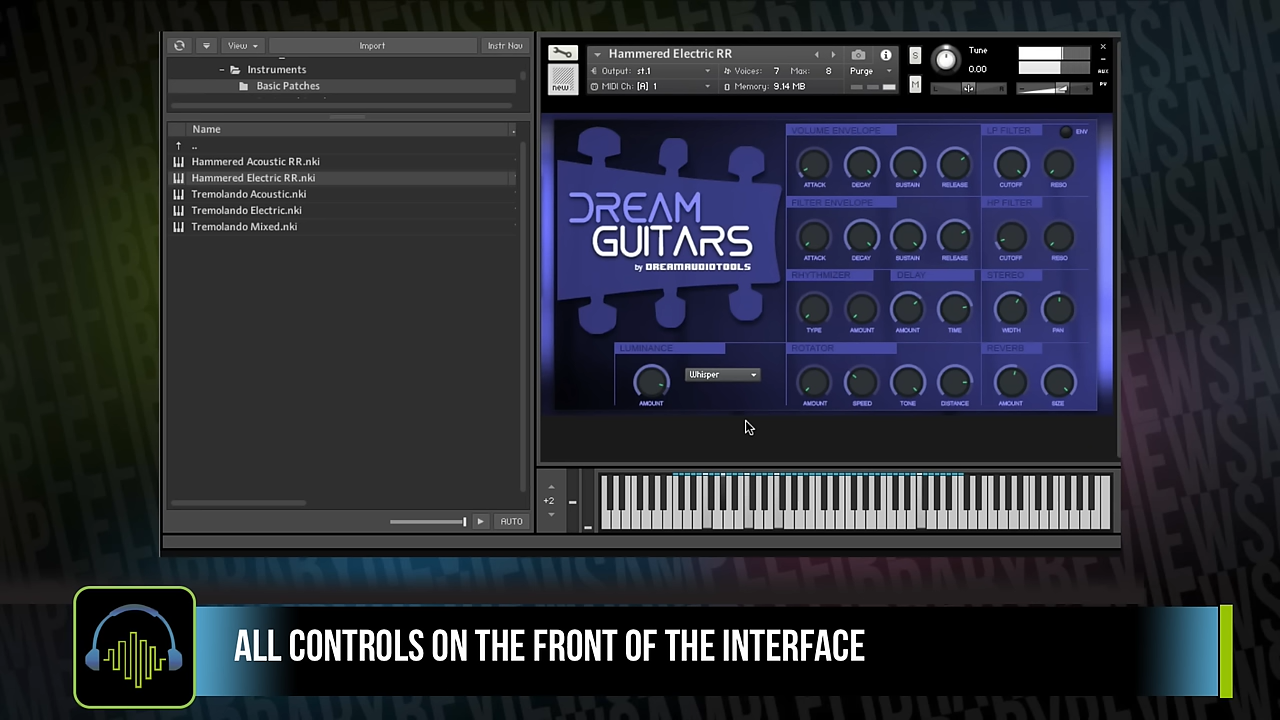 View
Import
Instr Nav
Instruments
Basic Patches
Name
..
Hammered Acoustic RR.nki
Hammered Electric RR.nki
Tremolando Acoustic.nki
Tremolando Electric.nki
Tremolando Mixed.nki
AUTO
new
Hammered Electric RR
Output: st.1
Voices: 7 Max: 8
Purge
MIDI Ch: [A] 1
Memory: 9.14 MB
S
M
Tune
0.00
L
R
AUX
PV
DREAM
GUITARS
by DREAMAUDIOTOOLS
VOLUME ENVELOPE
LP FILTER
ENV
ATTACK DECAY SUSTAIN RELEASE CUTOFF RESO
FILTER ENVELOPE
HP FILTER
ATTACK DECAY SUSTAIN RELEASE CUTOFF RESO
RHYTHMIZER DELAY STEREO
TYPE AMOUNT AMOUNT TIME WIDTH PAN
LUMINANCE ROTATOR REVERB
Whisper
AMOUNT AMOUNT SPEED TONE DISTANCE AMOUNT SIZE
+2
ALL CONTROLS ON THE FRONT OF THE INTERFACE